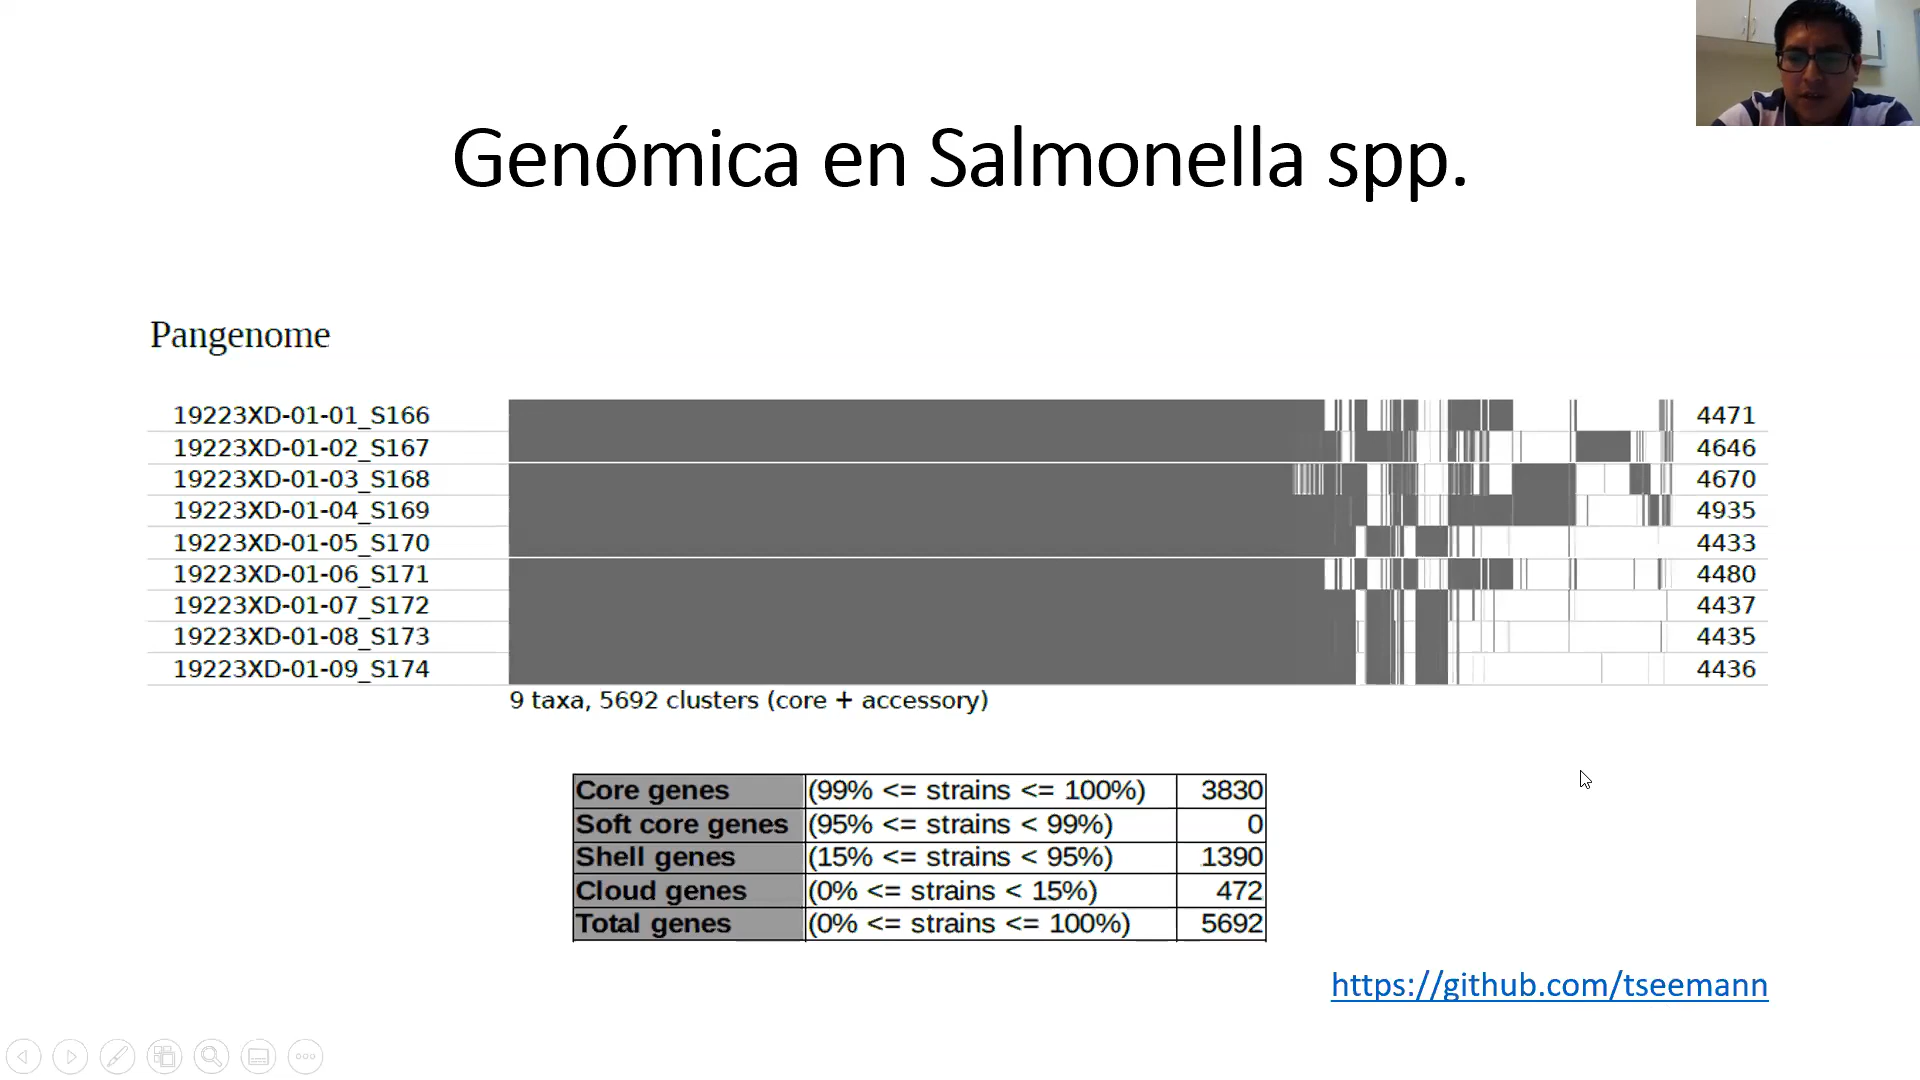 Genómica en Salmonella spp.
Pangenome
19223XD-01-01_S166 4471
19223XD-01-02_S167 4646
19223XD-01-03_S168 4670
19223XD-01-04_S169 4935
19223XD-01-05_S170 4433
19223XD-01-06_S171 4480
19223XD-01-07_S172 4437
19223XD-01-08_S173 4435
19223XD-01-09_S174 4436
9 taxa, 5692 clusters (core + accessory)
Core genes (99% <= strains <= 100%) 3830
Soft core genes (95% <= strains < 99%) 0
Shell genes (15% <= strains < 95%) 1390
Cloud genes (0% <= strains < 15%) 472
Total genes (0% <= strains <= 100%) 5692
https://github.com/tseemann